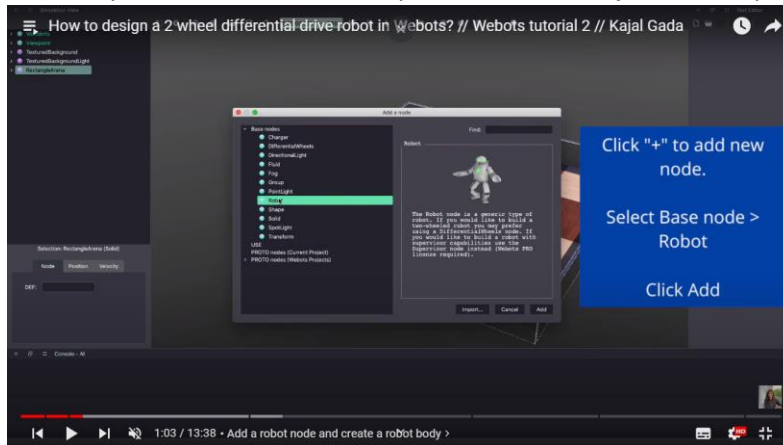 How to design a 2 wheel differential drive robot in Webots? // Webots tutorial 2 // Kajal Gada
Viewpoint
TexturedBackground
TexturedBackgroundLight
RectangleArena
Add a node
Base nodes
Charger
DifferentialWheels
DirectionalLight
Fluid
Fog
Group
PointLight
Robot
Shape
Solid
SpotLight
Transform
USE
PROTO nodes (Current Project)
PROTO nodes (Webots Projects)
Find:
Robot
The Robot node is a generic type of
robot. If you would like to build a
two-wheeled robot you may prefer
using a DifferentialWheels node. If
you would like to build a robot with
supervisor capabilities use the
Supervisor node instead (Webots PRO
license required).
Import... Cancel Add
Click "+" to add new
node.
Select Base node >
Robot
Click Add
Selection: RectangleArena (Solid)
Node Position Velocity
DEF:
Console - All
1:03 / 13:38 • Add a robot node and create a robot body >